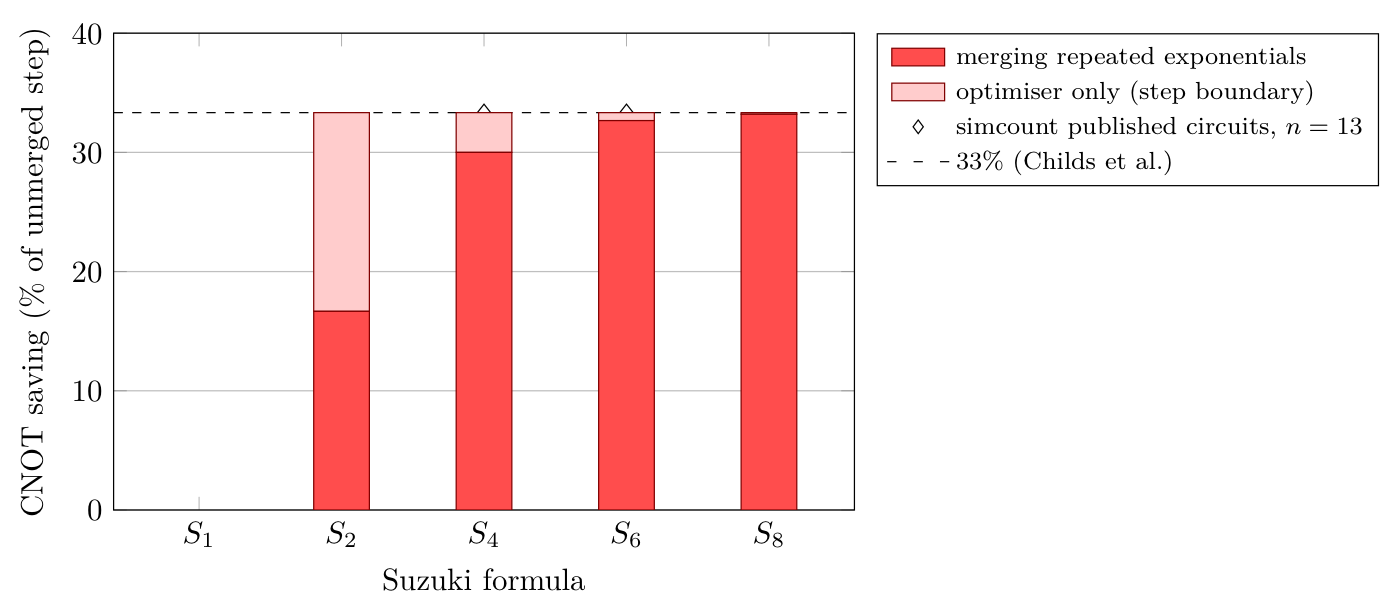 40
30
20
10
0
CNOT saving (% of unmerged step)
S₁ S₂ S₄ S₆ S₈
Suzuki formula
merging repeated exponentials
optimiser only (step boundary)
simcount published circuits, n = 13
33% (Childs et al.)